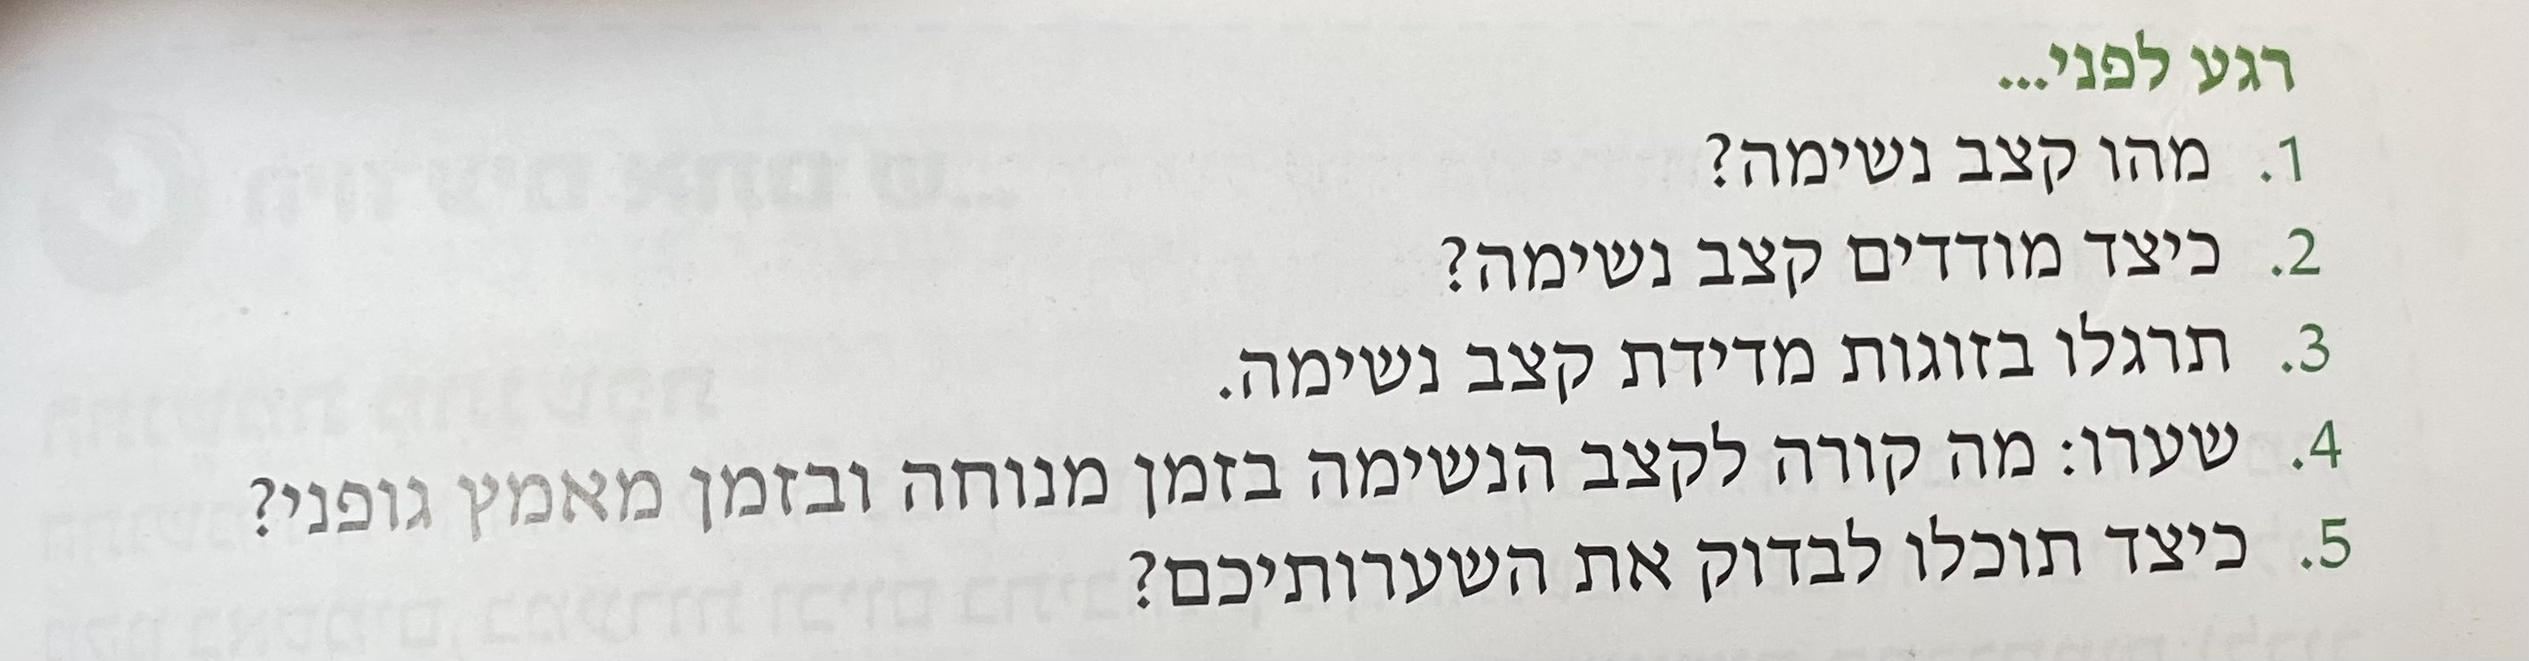 רגע לפני...
1. מהו קצב נשימה?
2. כיצד מודדים קצב נשימה?
3. תרגלו בזוגות מדידת קצב נשימה.
4. שערו: מה קורה לקצב הנשימה בזמן מנוחה ובזמן מאמץ גופני?
5. כיצד תוכלו לבדוק את השערותיכם?